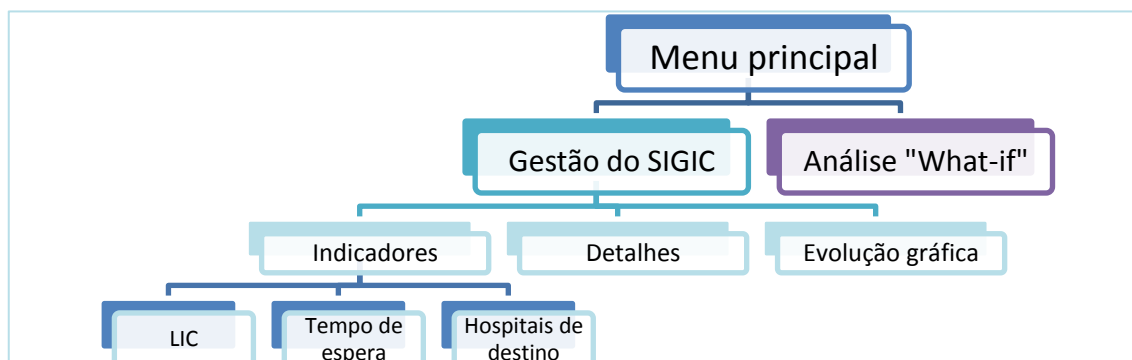 Menu principal
Gestão do SIGIC
Análise "What-if"
Indicadores
Detalhes
Evolução gráfica
LIC
Tempo de
espera
Hospitais de
destino